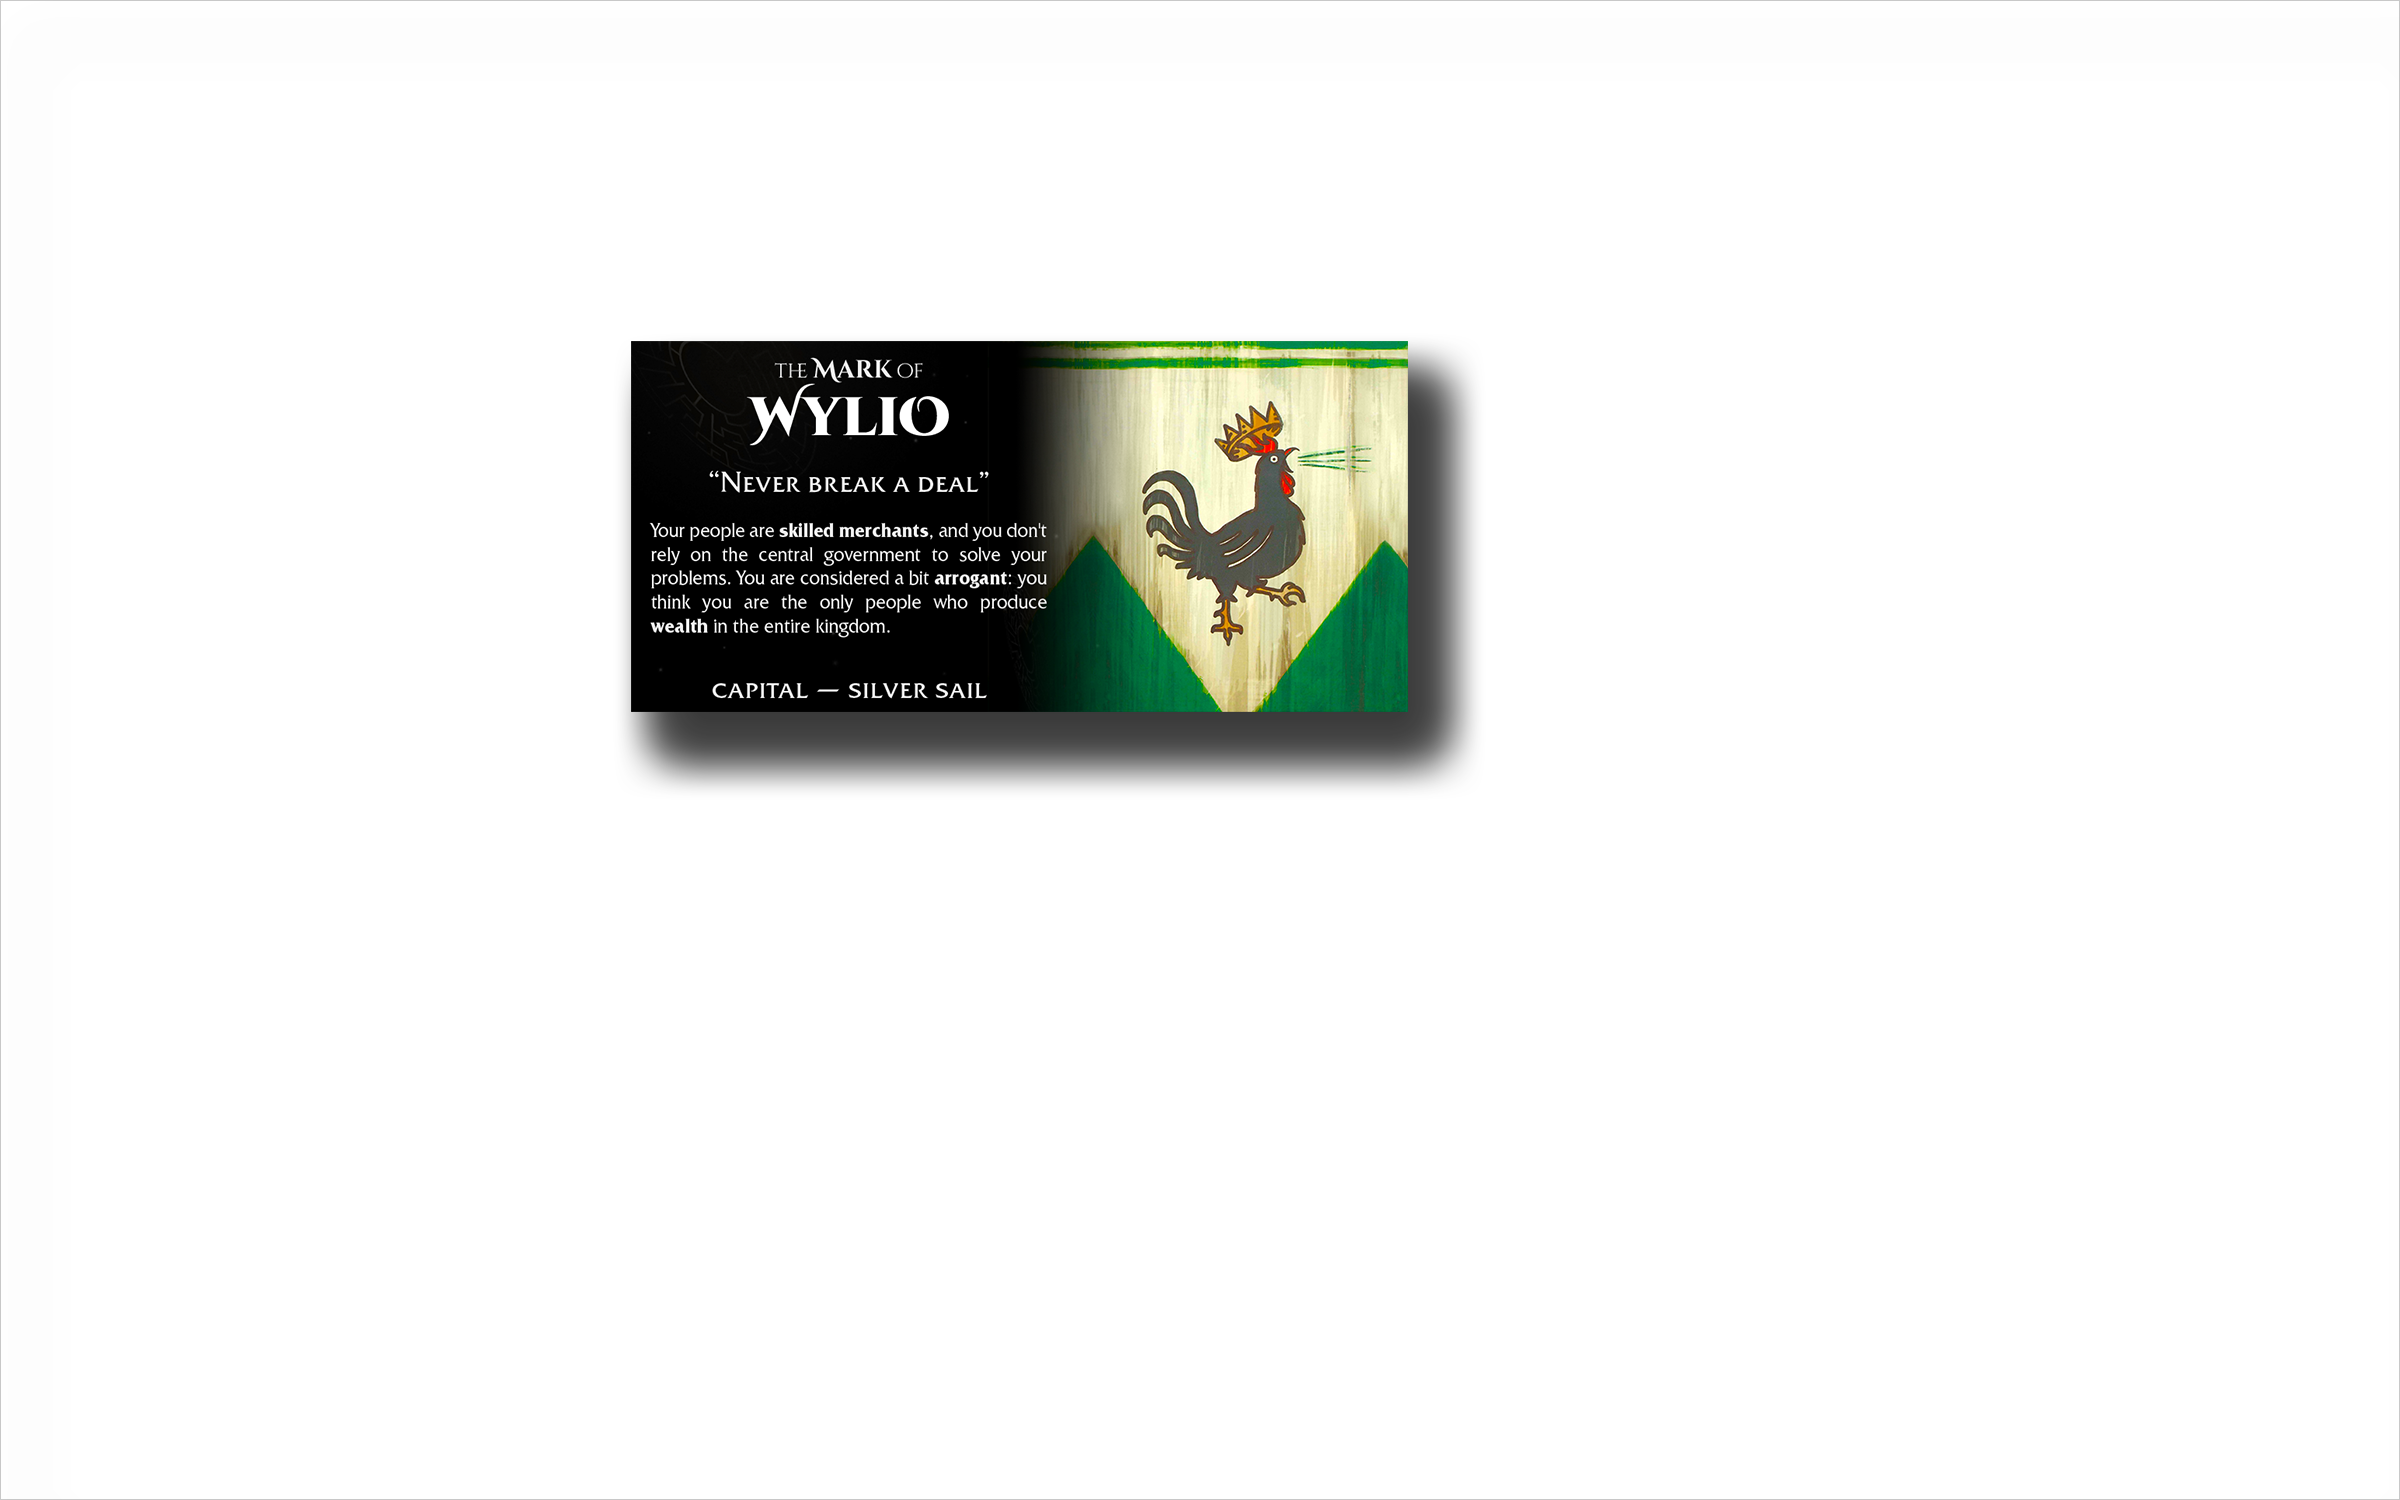 THE MARK OF
WYLIO
“NEVER BREAK A DEAL”
Your people are skilled merchants, and you don't
rely on the central government to solve your
problems. You are considered a bit arrogant: you
think you are the only people who produce
wealth in the entire kingdom.
CAPITAL — SILVER SAIL